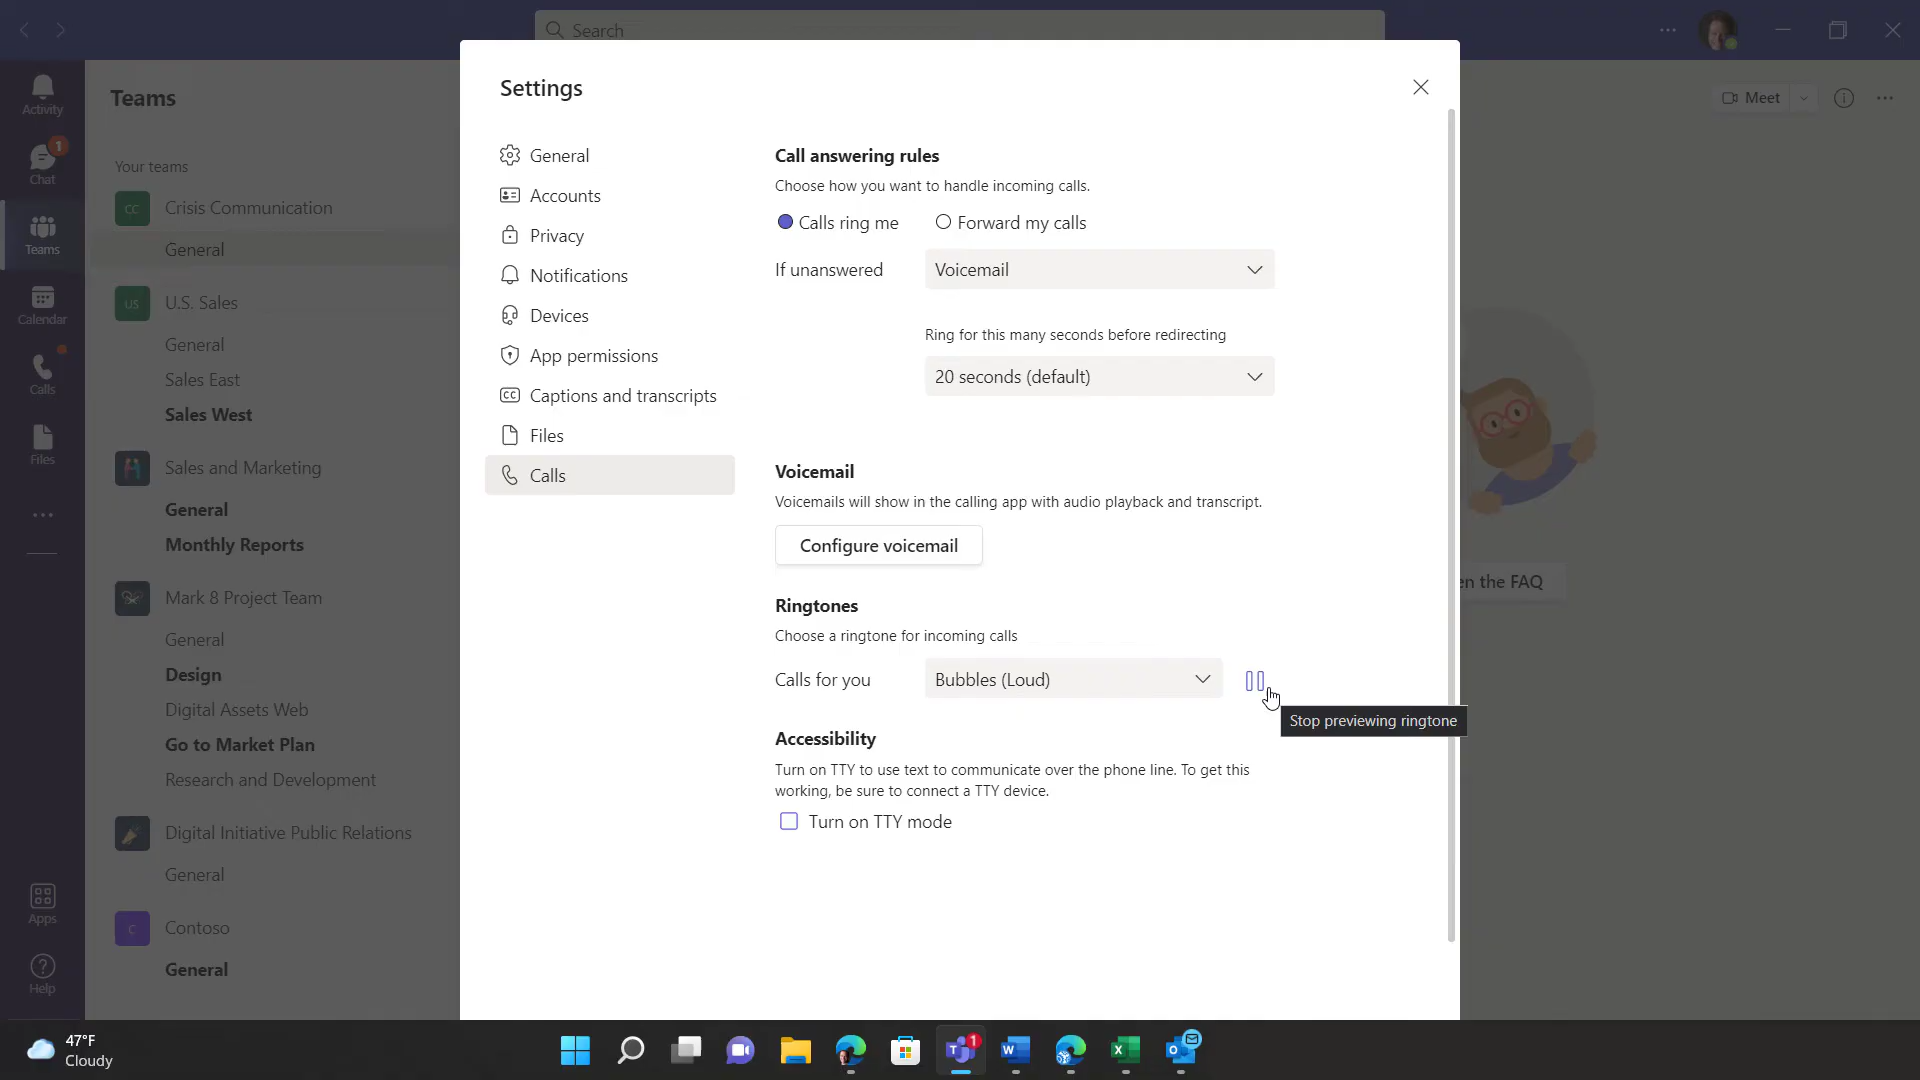 Search
Activity
1
Chat
Teams
Calendar
Calls
Files
Apps
Help
Teams
Your teams
CC Crisis Communication
General
US U.S. Sales
General
Sales East
Sales West
Sales and Marketing
General
Monthly Reports
Mark 8 Project Team
General
Design
Digital Assets Web
Go to Market Plan
Research and Development
Digital Initiative Public Relations
General
C Contoso
General
Settings
General
Accounts
Privacy
Notifications
Devices
App permissions
CC Captions and transcripts
Files
Calls
Call answering rules
Choose how you want to handle incoming calls.
Calls ring me Forward my calls
If unanswered Voicemail
Ring for this many seconds before redirecting
20 seconds (default)
Voicemail
Voicemails will show in the calling app with audio playback and transcript.
Configure voicemail
Ringtones
Choose a ringtone for incoming calls
Calls for you Bubbles (Loud)
Stop previewing ringtone
Accessibility
Turn on TTY to use text to communicate over the phone line. To get this
working, be sure to connect a TTY device.
Turn on TTY mode
Meet
en the FAQ
47°F
Cloudy
T 1 W X O